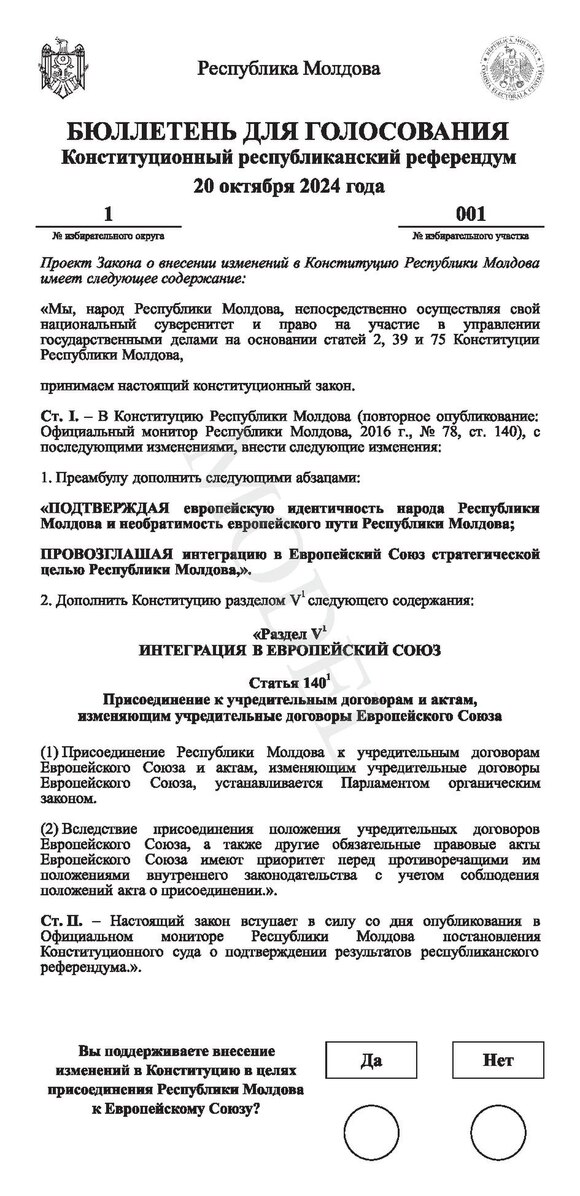 Республика Молдова
REPUBLICA MOLDOVA
COMISIA ELECTORALĂ CENTRALĂ
БЮЛЛЕТЕНЬ ДЛЯ ГОЛОСОВАНИЯ
Конституционный республиканский референдум
20 октября 2024 года
1 001
№ избирательного округа № избирательного участка
Проект Закона о внесении изменений в Конституцию Республики Молдова
имеет следующее содержание:
«Мы, народ Республики Молдова, непосредственно осуществляя свой
национальный суверенитет и право на участие в управлении
государственными делами на основании статей 2, 39 и 75 Конституции
Республики Молдова,
принимаем настоящий конституционный закон.
Ст. I. – В Конституцию Республики Молдова (повторное опубликование:
Официальный монитор Республики Молдова, 2016 г., № 78, ст. 140), с
последующими изменениями, внести следующие изменения:
1. Преамбулу дополнить следующими абзацами:
«ПОДТВЕРЖДАЯ европейскую идентичность народа Республики
Молдова и необратимость европейского пути Республики Молдова;
ПРОВОЗГЛАШАЯ интеграцию в Европейский Союз стратегической
целью Республики Молдова,».
2. Дополнить Конституцию разделом V¹ следующего содержания:
«Раздел V¹
ИНТЕГРАЦИЯ В ЕВРОПЕЙСКИЙ СОЮЗ
Статья 140¹
Присоединение к учредительным договорам и актам,
изменяющим учредительные договоры Европейского Союза
(1) Присоединение Республики Молдова к учредительным договорам
Европейского Союза и актам, изменяющим учредительные договоры
Европейского Союза, устанавливается Парламентом органическим
законом.
(2) Вследствие присоединения положения учредительных договоров
Европейского Союза, а также другие обязательные правовые акты
Европейского Союза имеют приоритет перед противоречащими им
положениями внутреннего законодательства с учетом соблюдения
положений акта о присоединении.».
Ст. II. – Настоящий закон вступает в силу со дня опубликования в
Официальном мониторе Республики Молдова постановления
Конституционного суда о подтверждении результатов республиканского
референдума.».
MODEL
Вы поддерживаете внесение
изменений в Конституцию в целях
присоединения Республики Молдова
к Европейскому Союзу?
Да Нет